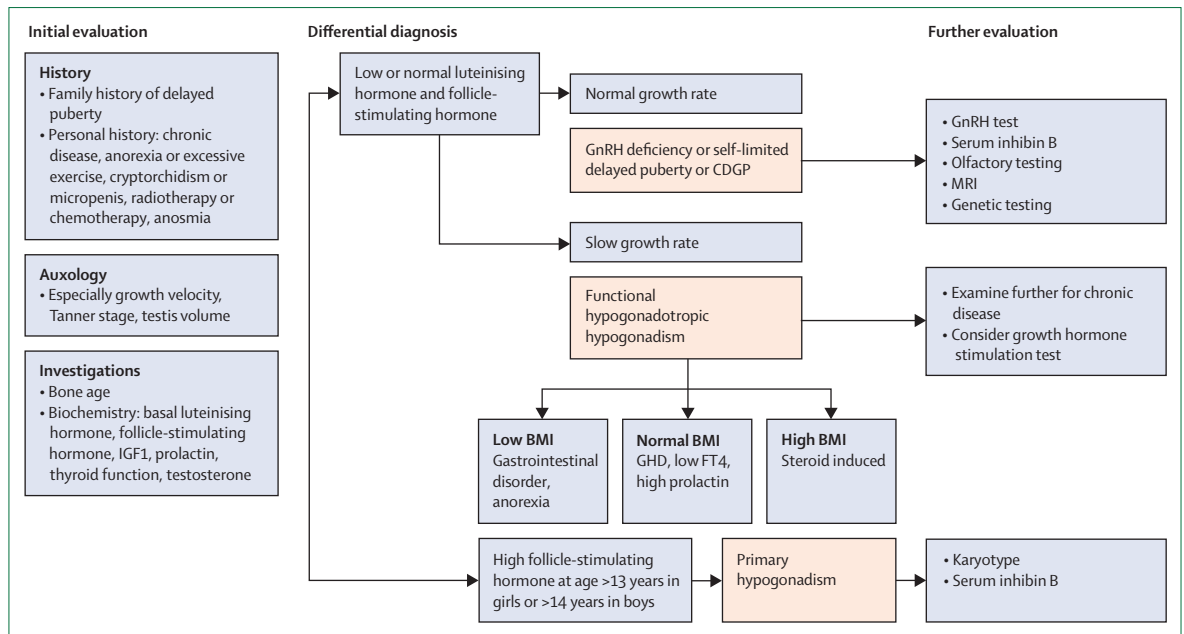 Initial evaluation
History
• Family history of delayed
puberty
• Personal history: chronic
disease, anorexia or excessive
exercise, cryptorchidism or
micropenis, radiotherapy or
chemotherapy, anosmia
Auxology
• Especially growth velocity,
Tanner stage, testis volume
Investigations
• Bone age
• Biochemistry: basal luteinising
hormone, follicle-stimulating
hormone, IGF1, prolactin,
thyroid function, testosterone
Differential diagnosis
Low or normal luteinising
hormone and follicle-
stimulating hormone
Normal growth rate
GnRH deficiency or self-limited
delayed puberty or CDGP
Slow growth rate
Functional
hypogonadotropic
hypogonadism
Low BMI
Gastrointestinal
disorder,
anorexia
Normal BMI
GHD, low FT4,
high prolactin
High BMI
Steroid induced
High follicle-stimulating
hormone at age >13 years in
girls or >14 years in boys
Primary
hypogonadism
Further evaluation
• GnRH test
• Serum inhibin B
• Olfactory testing
• MRI
• Genetic testing
• Examine further for chronic
disease
• Consider growth hormone
stimulation test
• Karyotype
• Serum inhibin B